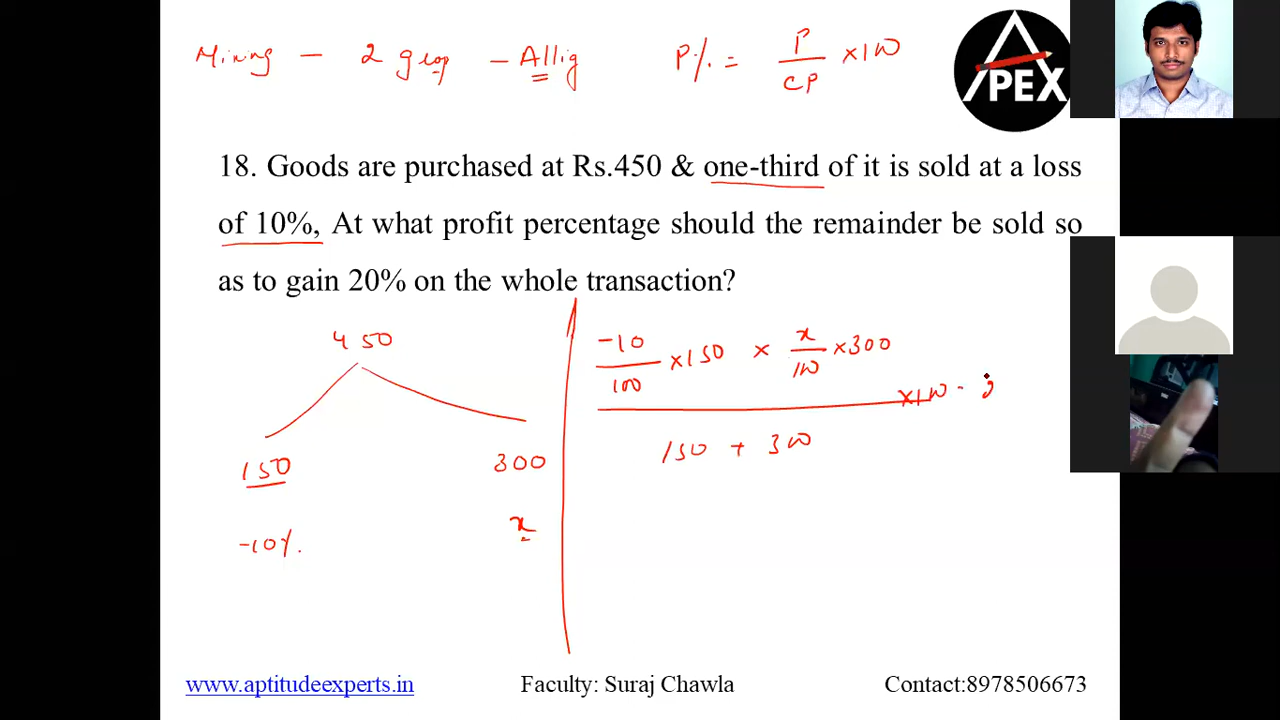 Mixing - 2 group - Allig
P% = P/CP ×100
APEX
18. Goods are purchased at Rs.450 & one-third of it is sold at a loss
of 10%, At what profit percentage should the remainder be sold so
as to gain 20% on the whole transaction?
450
150 300
-10% x
-10/100 ×150 × x/100 ×300
×100 =
150 + 300
www.aptitudeexperts.in Faculty: Suraj Chawla Contact:8978506673